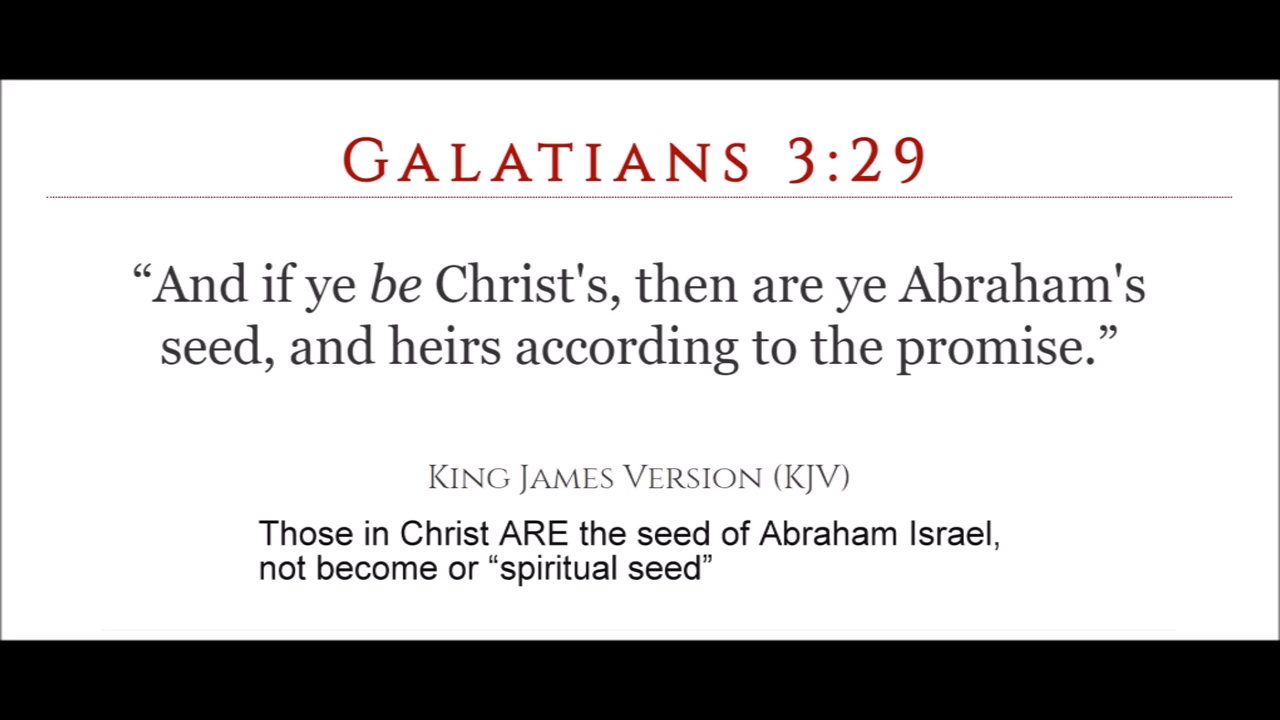 GALATIANS 3:29
“And if ye be Christ's, then are ye Abraham's
seed, and heirs according to the promise.”
KING JAMES VERSION (KJV)
Those in Christ ARE the seed of Abraham Israel,
not become or “spiritual seed”